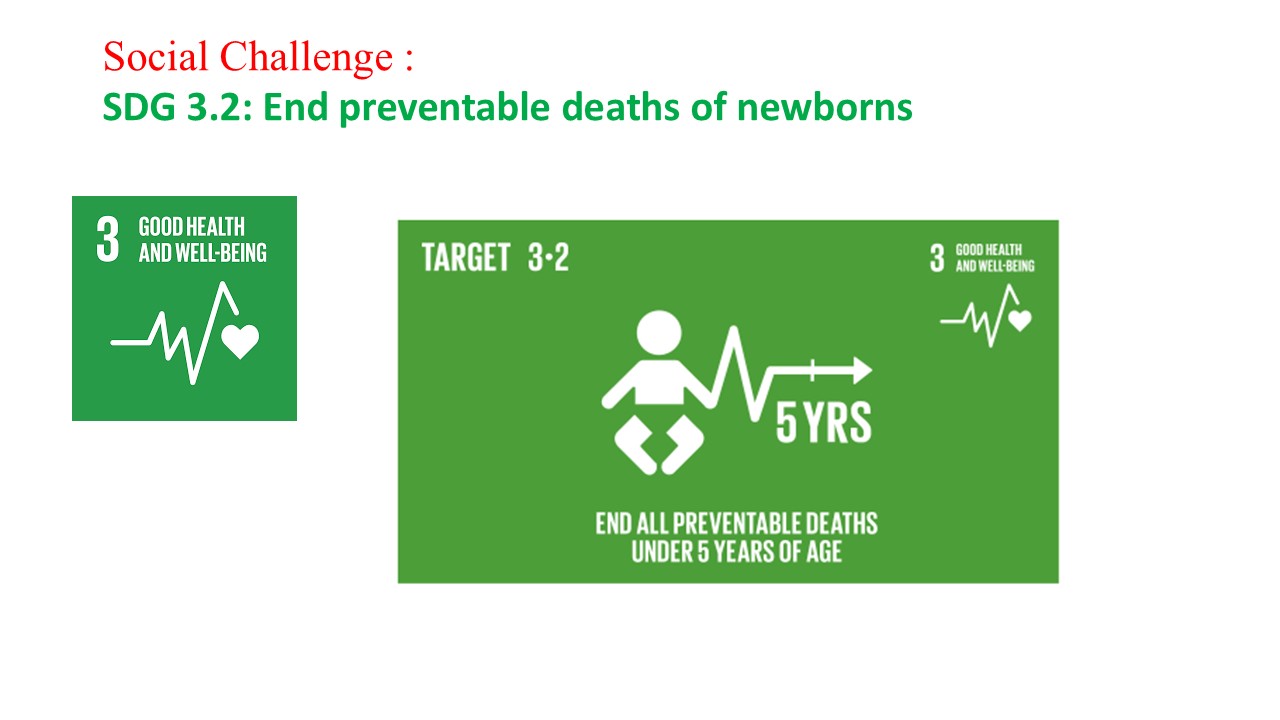 Social Challenge :
SDG 3.2: End preventable deaths of newborns
3 GOOD HEALTH
AND WELL-BEING
TARGET 3•2
3 GOOD HEALTH
AND WELL-BEING
5 YRS
END ALL PREVENTABLE DEATHS
UNDER 5 YEARS OF AGE